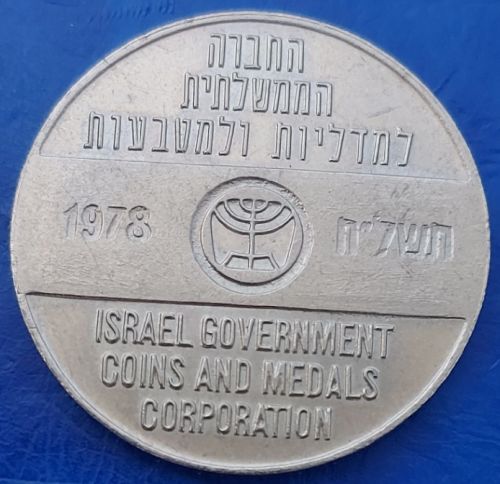 החברה
הממשלתית
למדליות ולמטבעות
1978 תשל"ח
ISRAEL GOVERNMENT
COINS AND MEDALS
CORPORATION